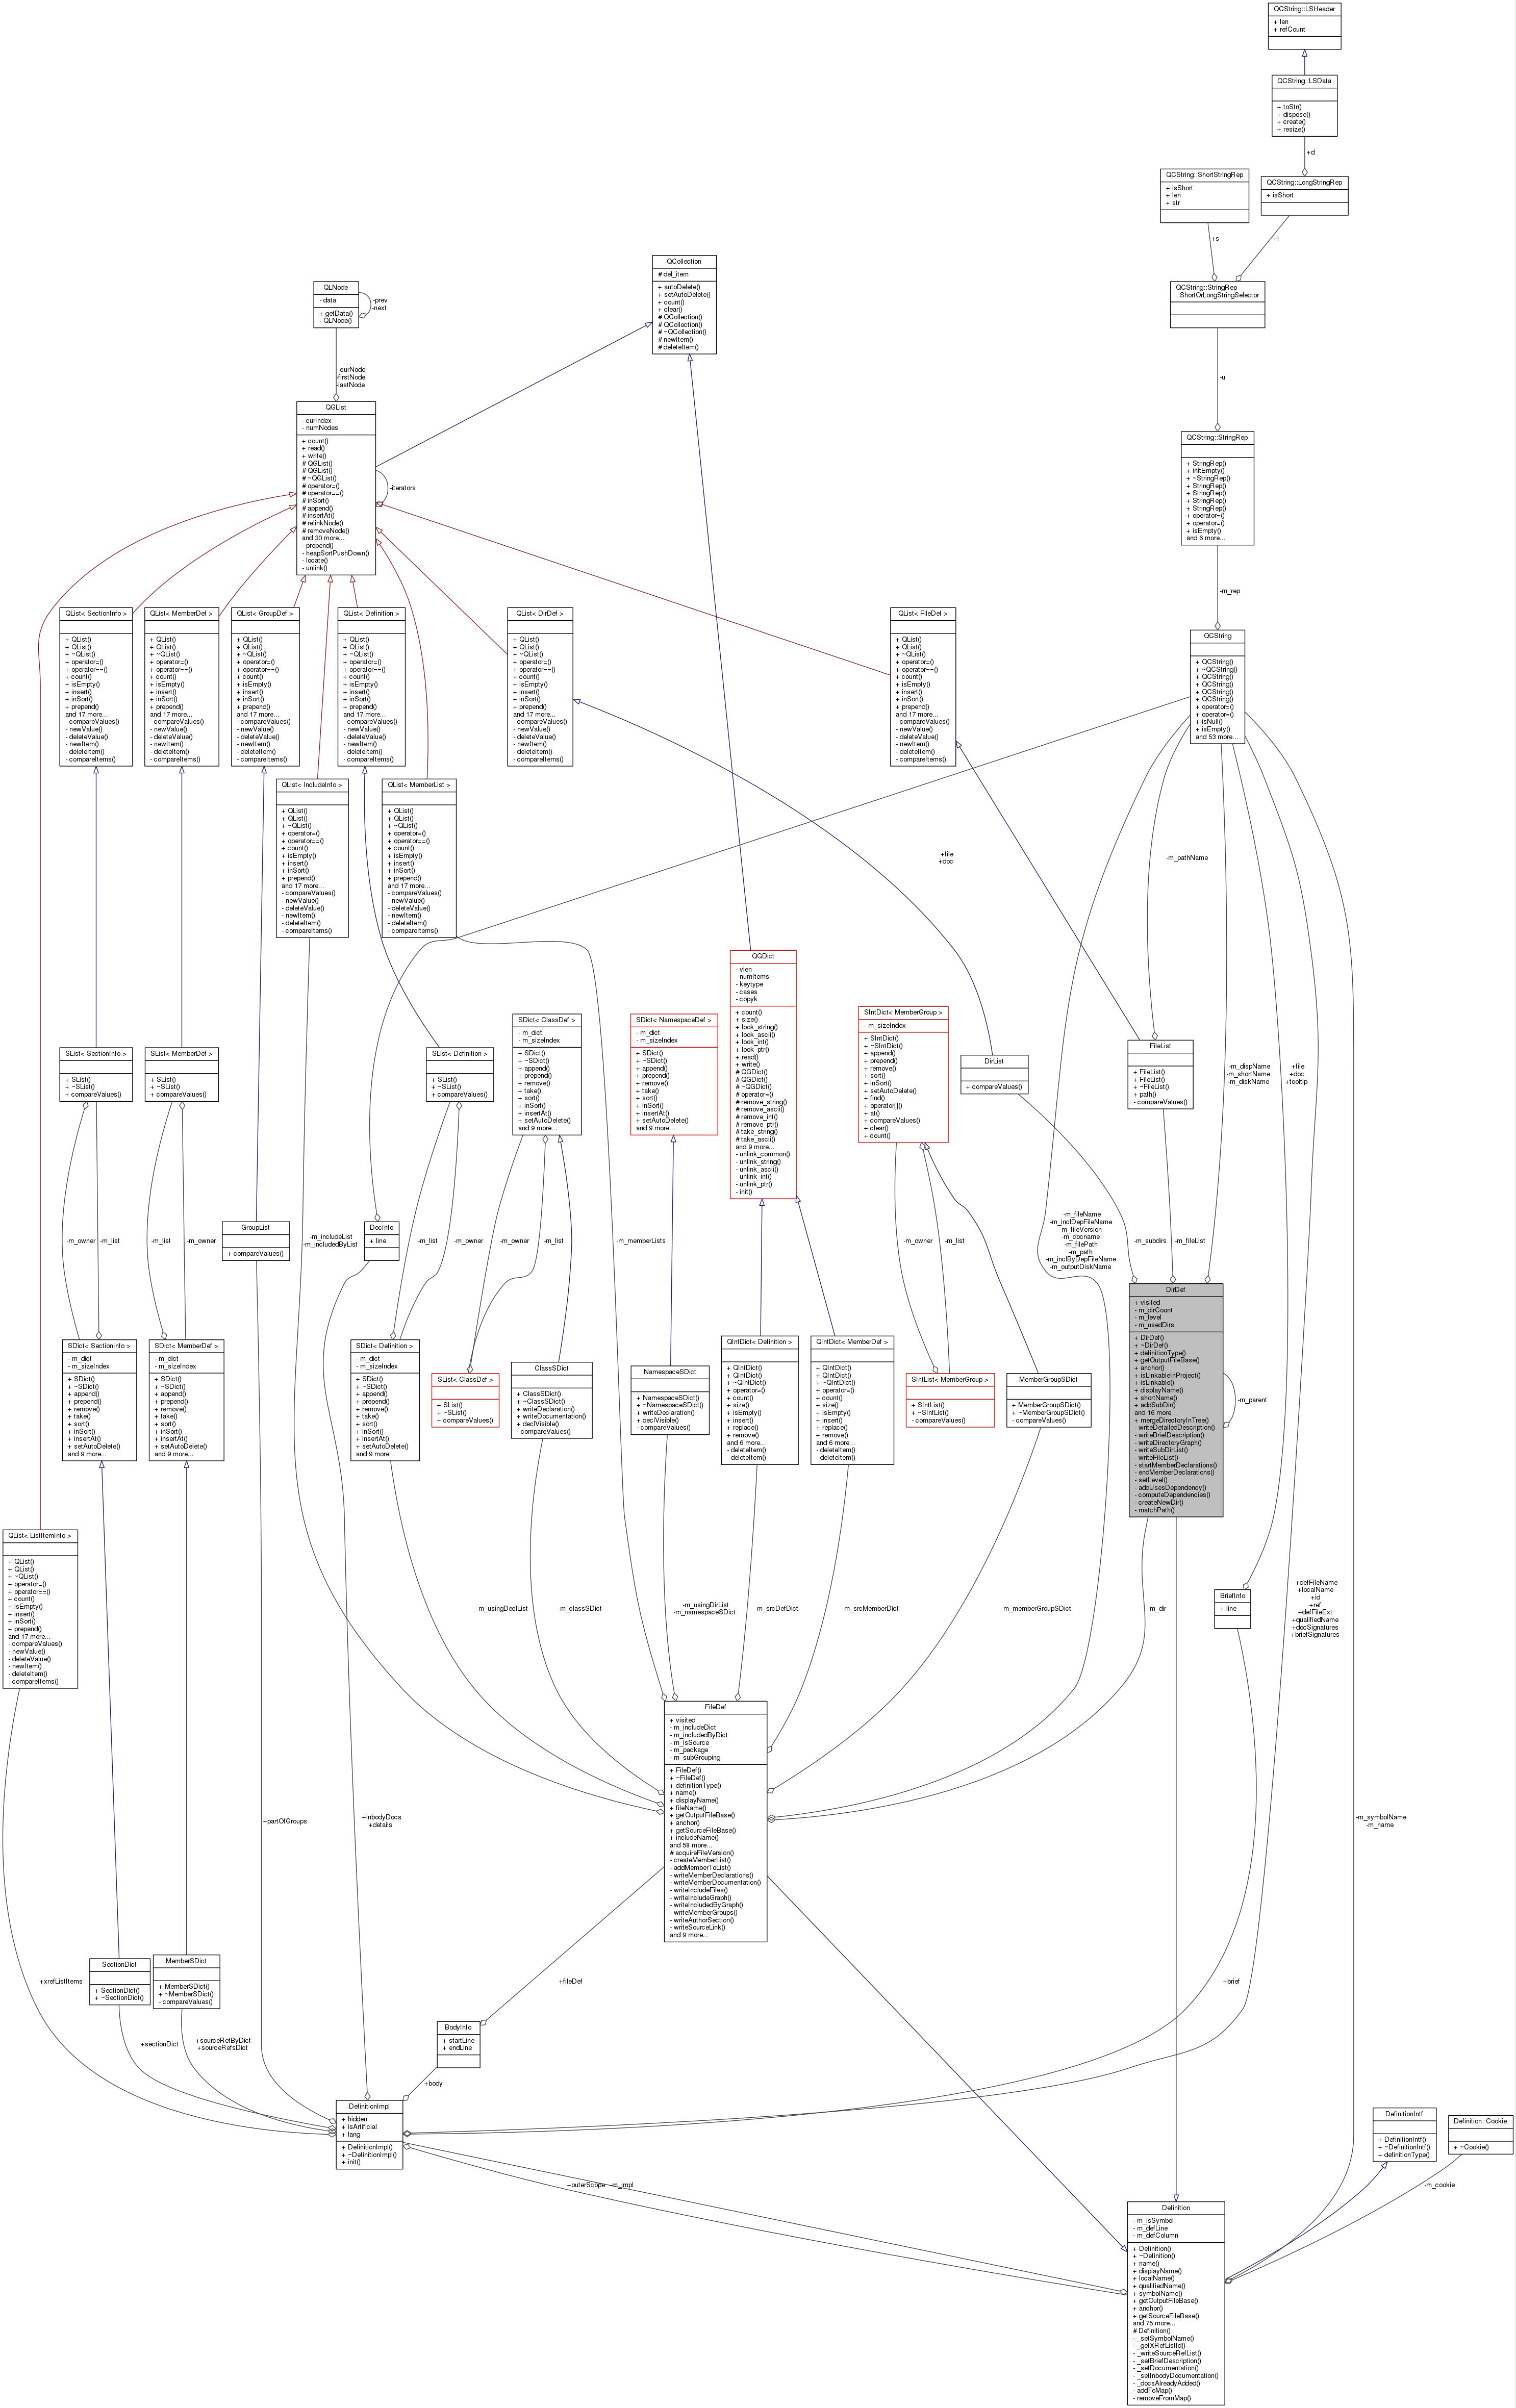 QCString::LSHeader
+ len
+ refCount
QCString::LSData
+ toStr()
+ dispose()
+ create()
+ resize()
+d
QCString::ShortStringRep
+ isShort
+ len
+ str
QCString::LongStringRep
+ isShort
+s
+l
QCString::StringRep
::ShortOrLongStringSelector
-u
QCString::StringRep
+ StringRep()
+ initEmpty()
+ ~StringRep()
+ StringRep()
+ StringRep()
+ StringRep()
+ StringRep()
+ operator=()
+ operator=()
+ isEmpty()
and 6 more...
-m_rep
QCString
+ QCString()
+ ~QCString()
+ QCString()
+ QCString()
+ QCString()
+ QCString()
+ operator=()
+ operator=()
+ isNull()
+ isEmpty()
and 53 more...
QCollection
# del_item
+ autoDelete()
+ setAutoDelete()
+ count()
+ clear()
# QCollection()
# QCollection()
# ~QCollection()
# newItem()
# deleteItem()
QLNode
- data
+ getData()
- QLNode()
-prev
-next
-curNode
-firstNode
-lastNode
QGList
- curIndex
- numNodes
+ count()
+ read()
+ write()
# QGList()
# QGList()
# ~QGList()
# operator=()
# operator==()
# inSort()
# append()
# insertAt()
# relinkNode()
# removeNode()
and 30 more...
- prepend()
- heapSortPushDown()
- locate()
- unlink()
-iterators
QList< SectionInfo >
+ QList()
+ QList()
+ ~QList()
+ operator=()
+ operator==()
+ count()
+ isEmpty()
+ insert()
+ inSort()
+ prepend()
and 17 more...
- compareValues()
- newValue()
- deleteValue()
- newItem()
- deleteItem()
- compareItems()
QList< MemberDef >
+ QList()
+ QList()
+ ~QList()
+ operator=()
+ operator==()
+ count()
+ isEmpty()
+ insert()
+ inSort()
+ prepend()
and 17 more...
- compareValues()
- newValue()
- deleteValue()
- newItem()
- deleteItem()
- compareItems()
QList< GroupDef >
+ QList()
+ QList()
+ ~QList()
+ operator=()
+ operator==()
+ count()
+ isEmpty()
+ insert()
+ inSort()
+ prepend()
and 17 more...
- compareValues()
- newValue()
- deleteValue()
- newItem()
- deleteItem()
- compareItems()
QList< Definition >
+ QList()
+ QList()
+ ~QList()
+ operator=()
+ operator==()
+ count()
+ isEmpty()
+ insert()
+ inSort()
+ prepend()
and 17 more...
- compareValues()
- newValue()
- deleteValue()
- newItem()
- deleteItem()
- compareItems()
QList< DirDef >
+ QList()
+ QList()
+ ~QList()
+ operator=()
+ operator==()
+ count()
+ isEmpty()
+ insert()
+ inSort()
+ prepend()
and 17 more...
- compareValues()
- newValue()
- deleteValue()
- newItem()
- deleteItem()
- compareItems()
QList< FileDef >
+ QList()
+ QList()
+ ~QList()
+ operator=()
+ operator==()
+ count()
+ isEmpty()
+ insert()
+ inSort()
+ prepend()
and 17 more...
- compareValues()
- newValue()
- deleteValue()
- newItem()
- deleteItem()
- compareItems()
QList< IncludeInfo >
+ QList()
+ QList()
+ ~QList()
+ operator=()
+ operator==()
+ count()
+ isEmpty()
+ insert()
+ inSort()
+ prepend()
and 17 more...
- compareValues()
- newValue()
- deleteValue()
- newItem()
- deleteItem()
- compareItems()
QList< MemberList >
+ QList()
+ QList()
+ ~QList()
+ operator=()
+ operator==()
+ count()
+ isEmpty()
+ insert()
+ inSort()
+ prepend()
and 17 more...
- compareValues()
- newValue()
- deleteValue()
- newItem()
- deleteItem()
- compareItems()
+file
+doc
-m_pathName
QGDict
- vlen
- numItems
- keytype
- cases
- copyk
+ count()
+ size()
+ look_string()
+ look_ascii()
+ look_int()
+ look_ptr()
+ read()
+ write()
# QGDict()
# QGDict()
# ~QGDict()
# operator=()
# remove_string()
# remove_ascii()
# remove_int()
# remove_ptr()
# take_string()
# take_ascii()
and 9 more...
- unlink_common()
- unlink_string()
- unlink_ascii()
- unlink_int()
- unlink_ptr()
- init()
SList< SectionInfo >
+ SList()
+ ~SList()
+ compareValues()
SList< MemberDef >
+ SList()
+ ~SList()
+ compareValues()
SList< Definition >
+ SList()
+ ~SList()
+ compareValues()
SDict< ClassDef >
- m_dict
- m_sizeIndex
+ SDict()
+ ~SDict()
+ append()
+ prepend()
+ remove()
+ take()
+ sort()
+ inSort()
+ insertAt()
+ setAutoDelete()
and 9 more...
SDict< NamespaceDef >
- m_dict
- m_sizeIndex
+ SDict()
+ ~SDict()
+ append()
+ prepend()
+ remove()
+ take()
+ sort()
+ inSort()
+ insertAt()
+ setAutoDelete()
and 9 more...
SIntDict< MemberGroup >
- m_sizeIndex
+ SIntDict()
+ ~SIntDict()
+ append()
+ prepend()
+ remove()
+ sort()
+ inSort()
+ setAutoDelete()
+ find()
+ operator[]()
+ at()
+ compareValues()
+ clear()
+ count()
DirList
+ compareValues()
FileList
+ FileList()
+ FileList()
+ ~FileList()
+ path()
- compareValues()
-m_dispName
-m_shortName
-m_diskName
+file
+doc
+tooltip
-m_owner
-m_list
-m_list
-m_owner
GroupList
+ compareValues()
-m_includeList
-m_includedByList
DocInfo
+ line
-m_list
-m_owner
-m_owner
-m_list
-m_memberLists
-m_owner
-m_list
-m_fileName
-m_inclDepFileName
-m_fileVersion
-m_docname
-m_filePath
-m_path
-m_inclByDepFileName
-m_outputDiskName
-m_subdirs
-m_fileList
DirDef
+ visited
- m_dirCount
- m_level
- m_usedDirs
+ DirDef()
+ ~DirDef()
+ definitionType()
+ getOutputFileBase()
+ anchor()
+ isLinkableInProject()
+ isLinkable()
+ displayName()
+ shortName()
+ addSubDir()
and 16 more...
+ mergeDirectoryInTree()
- writeDetailedDescription()
- writeBriefDescription()
- writeDirectoryGraph()
- writeSubDirList()
- writeFileList()
- startMemberDeclarations()
- endMemberDeclarations()
- setLevel()
- addUsesDependency()
- computeDependencies()
- createNewDir()
- matchPath()
-m_parent
SDict< SectionInfo >
- m_dict
- m_sizeIndex
+ SDict()
+ ~SDict()
+ append()
+ prepend()
+ remove()
+ take()
+ sort()
+ inSort()
+ insertAt()
+ setAutoDelete()
and 9 more...
SDict< MemberDef >
- m_dict
- m_sizeIndex
+ SDict()
+ ~SDict()
+ append()
+ prepend()
+ remove()
+ take()
+ sort()
+ inSort()
+ insertAt()
+ setAutoDelete()
and 9 more...
SDict< Definition >
- m_dict
- m_sizeIndex
+ SDict()
+ ~SDict()
+ append()
+ prepend()
+ remove()
+ take()
+ sort()
+ inSort()
+ insertAt()
+ setAutoDelete()
and 9 more...
SList< ClassDef >
+ SList()
+ ~SList()
+ compareValues()
ClassSDict
+ ClassSDict()
+ ~ClassSDict()
+ writeDeclaration()
+ writeDocumentation()
+ declVisible()
- compareValues()
NamespaceSDict
+ NamespaceSDict()
+ ~NamespaceSDict()
+ writeDeclaration()
+ declVisible()
- compareValues()
QIntDict< Definition >
+ QIntDict()
+ QIntDict()
+ ~QIntDict()
+ operator=()
+ count()
+ size()
+ isEmpty()
+ insert()
+ replace()
+ remove()
and 6 more...
- deleteItem()
- deleteItem()
QIntDict< MemberDef >
+ QIntDict()
+ QIntDict()
+ ~QIntDict()
+ operator=()
+ count()
+ size()
+ isEmpty()
+ insert()
+ replace()
+ remove()
and 6 more...
- deleteItem()
- deleteItem()
SIntList< MemberGroup >
+ SIntList()
+ ~SIntList()
- compareValues()
MemberGroupSDict
+ MemberGroupSDict()
+ ~MemberGroupSDict()
- compareValues()
QList< ListItemInfo >
+ QList()
+ QList()
+ ~QList()
+ operator=()
+ operator==()
+ count()
+ isEmpty()
+ insert()
+ inSort()
+ prepend()
and 17 more...
- compareValues()
- newValue()
- deleteValue()
- newItem()
- deleteItem()
- compareItems()
-m_usingDeclList
-m_classSDict
-m_usingDirList
-m_namespaceSDict
-m_srcDefDict
-m_srcMemberDict
-m_memberGroupSDict
-m_dir
BriefInfo
+ line
+defFileName
+localName
+id
+ref
+defFileExt
+qualifiedName
+docSignatures
+briefSignatures
FileDef
+ visited
- m_includeDict
- m_includedByDict
- m_isSource
- m_package
- m_subGrouping
+ FileDef()
+ ~FileDef()
+ definitionType()
+ name()
+ displayName()
+ fileName()
+ getOutputFileBase()
+ anchor()
+ getSourceFileBase()
+ includeName()
and 58 more...
# acquireFileVersion()
- createMemberList()
- addMemberToList()
- writeMemberDeclarations()
- writeMemberDocumentation()
- writeIncludeFiles()
- writeIncludeGraph()
- writeIncludedByGraph()
- writeMemberGroups()
- writeAuthorSection()
- writeSourceLink()
and 9 more...
+partOfGroups
+inbodyDocs
+details
-m_symbolName
-m_name
SectionDict
+ SectionDict()
+ ~SectionDict()
MemberSDict
+ MemberSDict()
+ ~MemberSDict()
- compareValues()
+xrefListItems
+fileDef
+brief
BodyInfo
+ startLine
+ endLine
+sectionDict
+sourceRefByDict
+sourceRefsDict
+body
DefinitionImpl
+ hidden
+ isArtificial
+ lang
+ DefinitionImpl()
+ ~DefinitionImpl()
+ init()
DefinitionIntf
+ DefinitionIntf()
+ ~DefinitionIntf()
+ definitionType()
Definition::Cookie
+ ~Cookie()
+outerScope
-m_impl
-m_cookie
Definition
- m_isSymbol
- m_defLine
- m_defColumn
+ Definition()
+ ~Definition()
+ name()
+ displayName()
+ localName()
+ qualifiedName()
+ symbolName()
+ getOutputFileBase()
+ anchor()
+ getSourceFileBase()
and 75 more...
# Definition()
- _setSymbolName()
- _getXRefListId()
- _writeSourceRefList()
- _setBriefDescription()
- _setDocumentation()
- _setInbodyDocumentation()
- _docsAlreadyAdded()
- addToMap()
- removeFromMap()